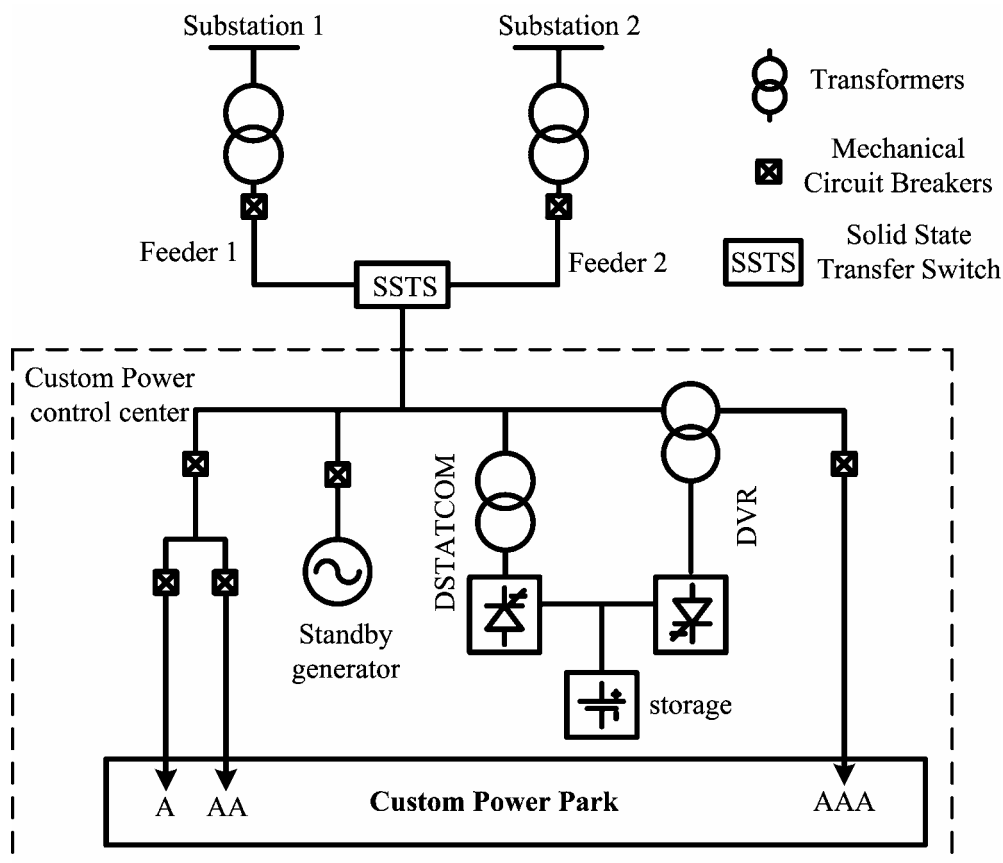 Substation 1
Substation 2
Transformers
Mechanical
Circuit Breakers
Feeder 1
Feeder 2
SSTS
SSTS
Solid State
Transfer Switch
Custom Power
control center
DSTATCOM
DVR
Standby
generator
storage
A
AA
Custom Power Park
AAA